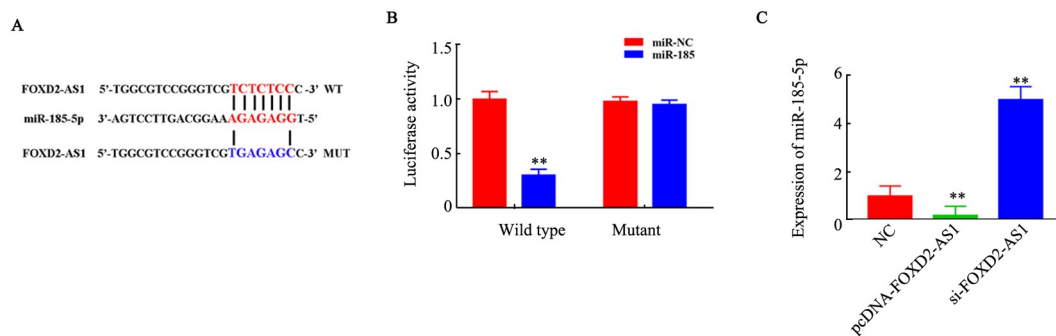 A
FOXD2-AS1 5'-TGGCGTCCGGGTCGTCTCTCCC-3' WT
miR-185-5p 3'-AGTCCTTGACGGAAAGAGAGGT-5'
FOXD2-AS1 5'-TGGCGTCCGGGTCGTGAGAGCC-3' MUT
B
Luciferase activity
1.5
1.0
0.5
0
miR-NC
miR-185
**
Wild type
Mutant
C
Expression of miR-185-5p
6
4
2
0
**
**
NC
pcDNA-FOXD2-AS1
si-FOXD2-AS1